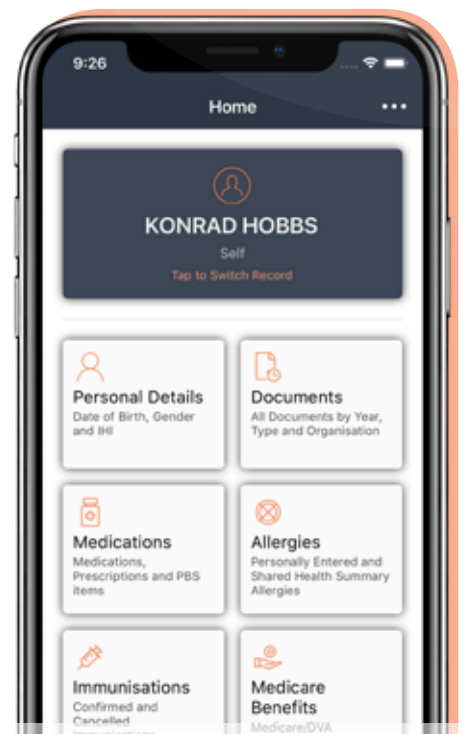 9:26
Home
KONRAD HOBBS
Self
Tap to Switch Record
Personal Details
Date of Birth, Gender
and IHI
Documents
All Documents by Year,
Type and Organisation
Medications
Medications,
Prescriptions and PBS
items
Allergies
Personally Entered and
Shared Health Summary
Allergies
Immunisations
Confirmed and
Cancelled
Immunisations
Medicare
Benefits
Medicare/DVA